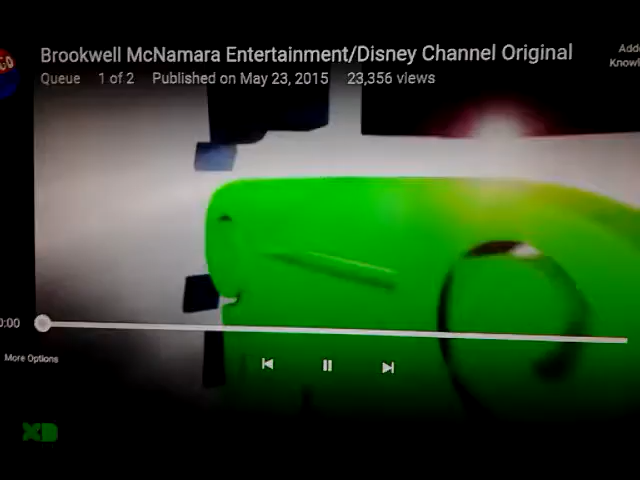 Brookwell McNamara Entertainment/Disney Channel Original
Queue 1 of 2 Published on May 23, 2015 23,356 views
0:00
More Options
XD